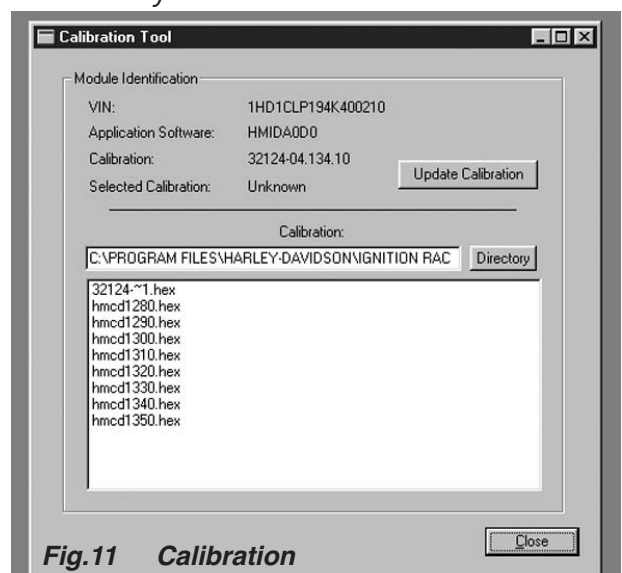 Calibration Tool
Module Identification
VIN: 1HD1CLP194K400210
Application Software: HMIDA0D0
Calibration: 32124-04.134.10
Selected Calibration: Unknown
Update Calibration
Calibration:
C:\PROGRAM FILES\HARLEY-DAVIDSON\IGNITION RAC
Directory
32124-~1.hex
hmcd1280.hex
hmcd1290.hex
hmcd1300.hex
hmcd1310.hex
hmcd1320.hex
hmcd1330.hex
hmcd1340.hex
hmcd1350.hex
Close
Fig.11 Calibration